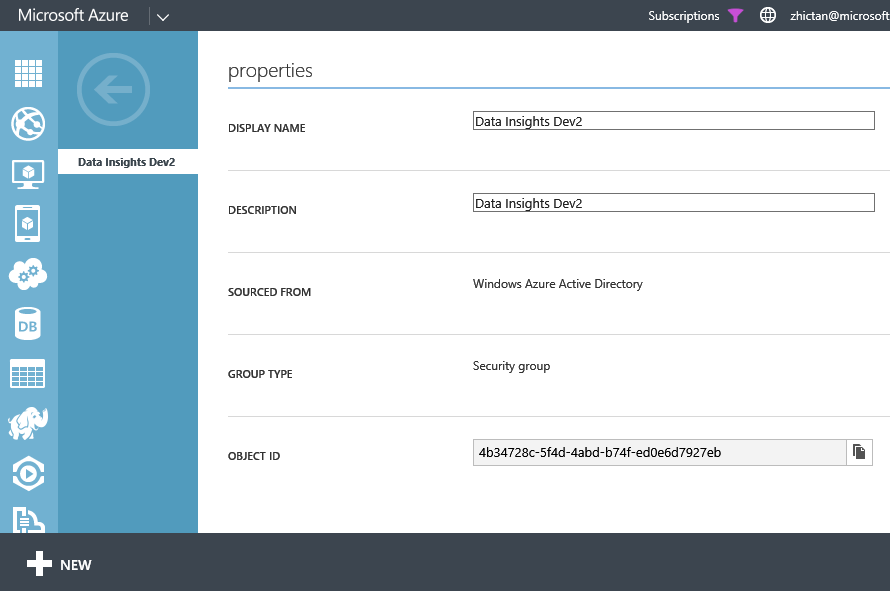 Microsoft Azure
Subscriptions
zhictan@microsoft
Data Insights Dev2
properties
DISPLAY NAME
Data Insights Dev2
DESCRIPTION
Data Insights Dev2
SOURCED FROM
Windows Azure Active Directory
GROUP TYPE
Security group
OBJECT ID
4b34728c-5f4d-4abd-b74f-ed0e6d7927eb
DB
NEW